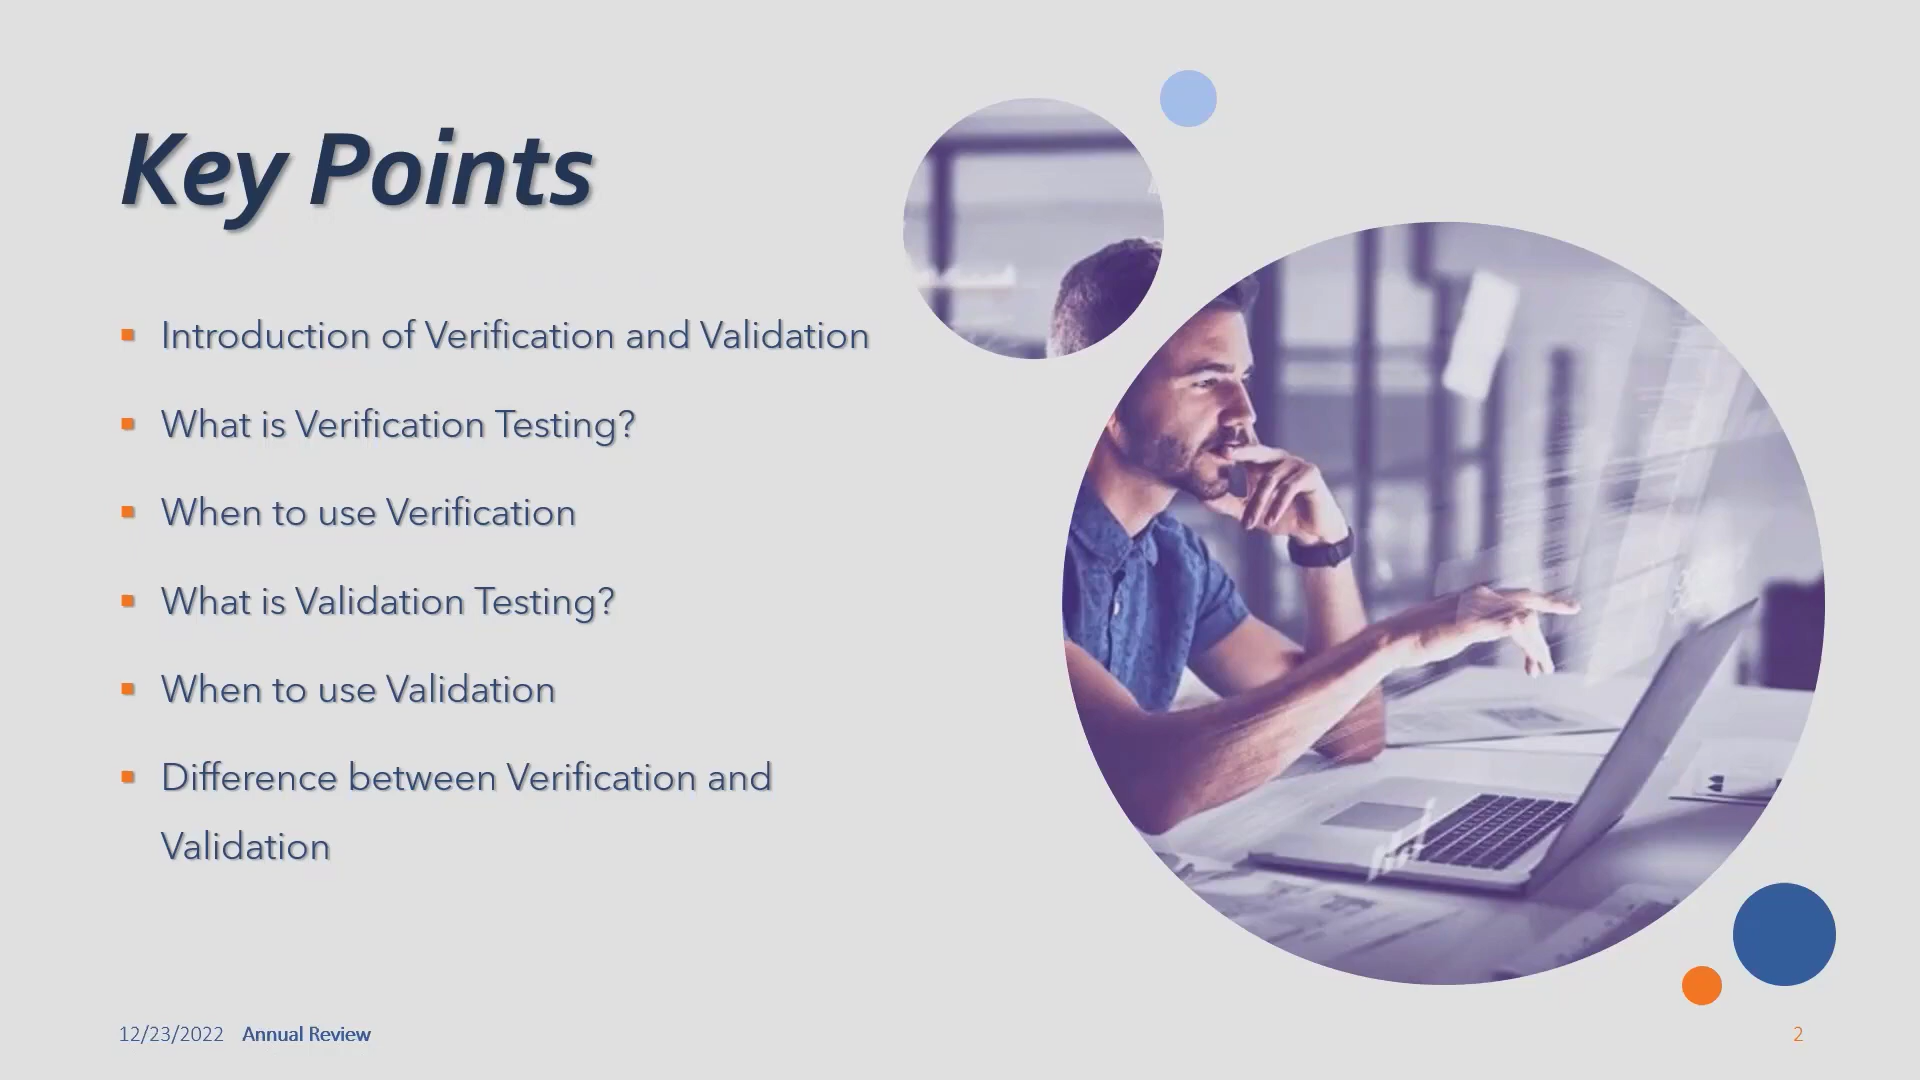 Key Points
▪ Introduction of Verification and Validation
▪ What is Verification Testing?
▪ When to use Verification
▪ What is Validation Testing?
▪ When to use Validation
▪ Difference between Verification and
Validation
12/23/2022 Annual Review
2